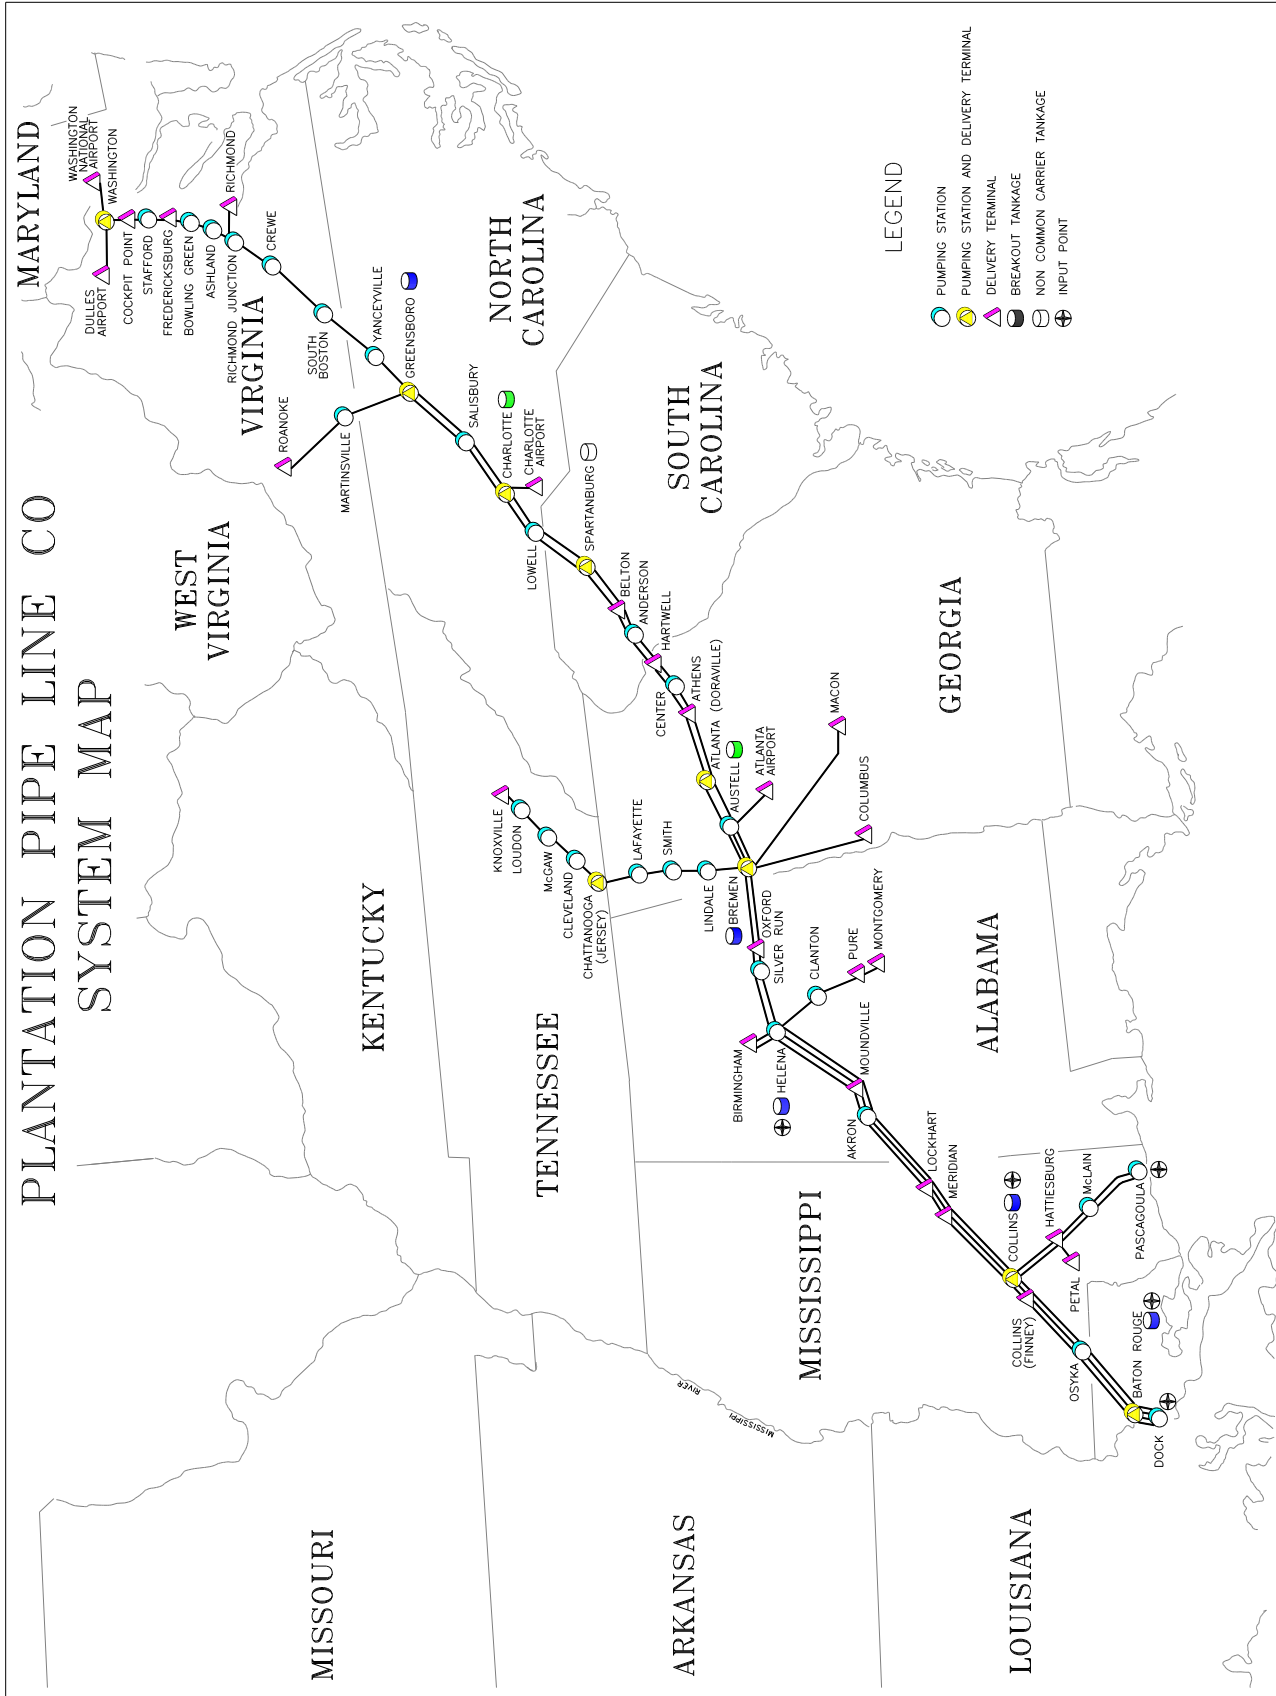 PLANTATION PIPE LINE CO
SYSTEM MAP
MARYLAND
WASHINGTON
NATIONAL
AIRPORT
WASHINGTON
DULLES
AIRPORT
COCKPIT POINT
STAFFORD
FREDERICKSBURG
BOWLING GREEN
ASHLAND
RICHMOND JUNCTION
RICHMOND
CREWE
VIRGINIA
SOUTH
BOSTON
YANCEYVILLE
GREENSBORO
ROANOKE
MARTINSVILLE
WEST
VIRGINIA
NORTH
CAROLINA
SALISBURY
CHARLOTTE
CHARLOTTE
AIRPORT
LOWELL
SPARTANBURG
BELTON
ANDERSON
HARTWELL
SOUTH
CAROLINA
CENTER
ATHENS
ATLANTA (DORAVILLE)
AUSTELL
ATLANTA
AIRPORT
MACON
COLUMBUS
GEORGIA
KENTUCKY
KNOXVILLE
LOUDON
McGAW
CLEVELAND
CHATTANOOGA
(JERSEY)
LAFAYETTE
SMITH
LINDALE
BREMEN
OXFORD
SILVER RUN
CLANTON
PURE
MONTGOMERY
TENNESSEE
BIRMINGHAM
HELENA
MOUNDVILLE
AKRON
ALABAMA
LOCKHART
MERIDIAN
MISSISSIPPI
COLLINS
HATTIESBURG
McLAIN
PASCAGOULA
PETAL
COLLINS
(FINNEY)
OSYKA
BATON ROUGE
DOCK
MISSISSIPPI
RIVER
MISSOURI
ARKANSAS
LOUISIANA
LEGEND
PUMPING STATION
PUMPING STATION AND DELIVERY TERMINAL
DELIVERY TERMINAL
BREAKOUT TANKAGE
NON COMMON CARRIER TANKAGE
INPUT POINT